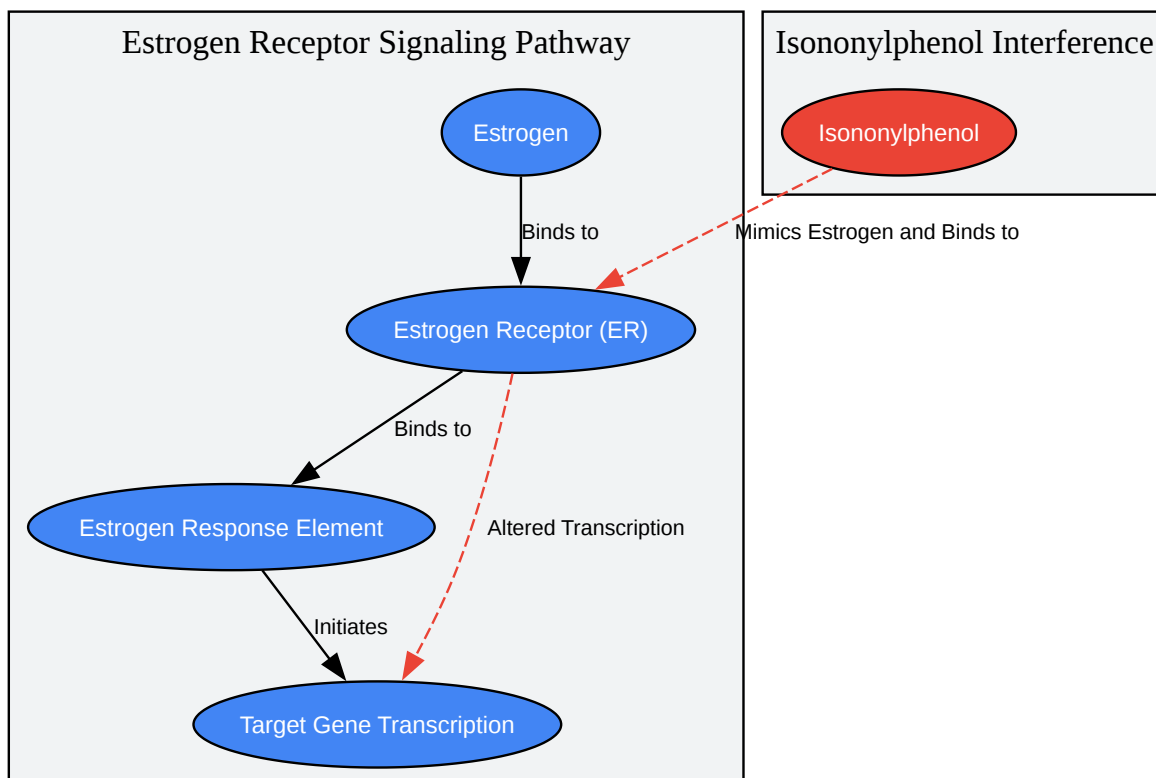 Estrogen Receptor Signaling Pathway
Isononylphenol Interference
Estrogen
Isononylphenol
Binds to
Mimics Estrogen and Binds to
Estrogen Receptor (ER)
Binds to
Estrogen Response Element
Altered Transcription
Initiates
Target Gene Transcription